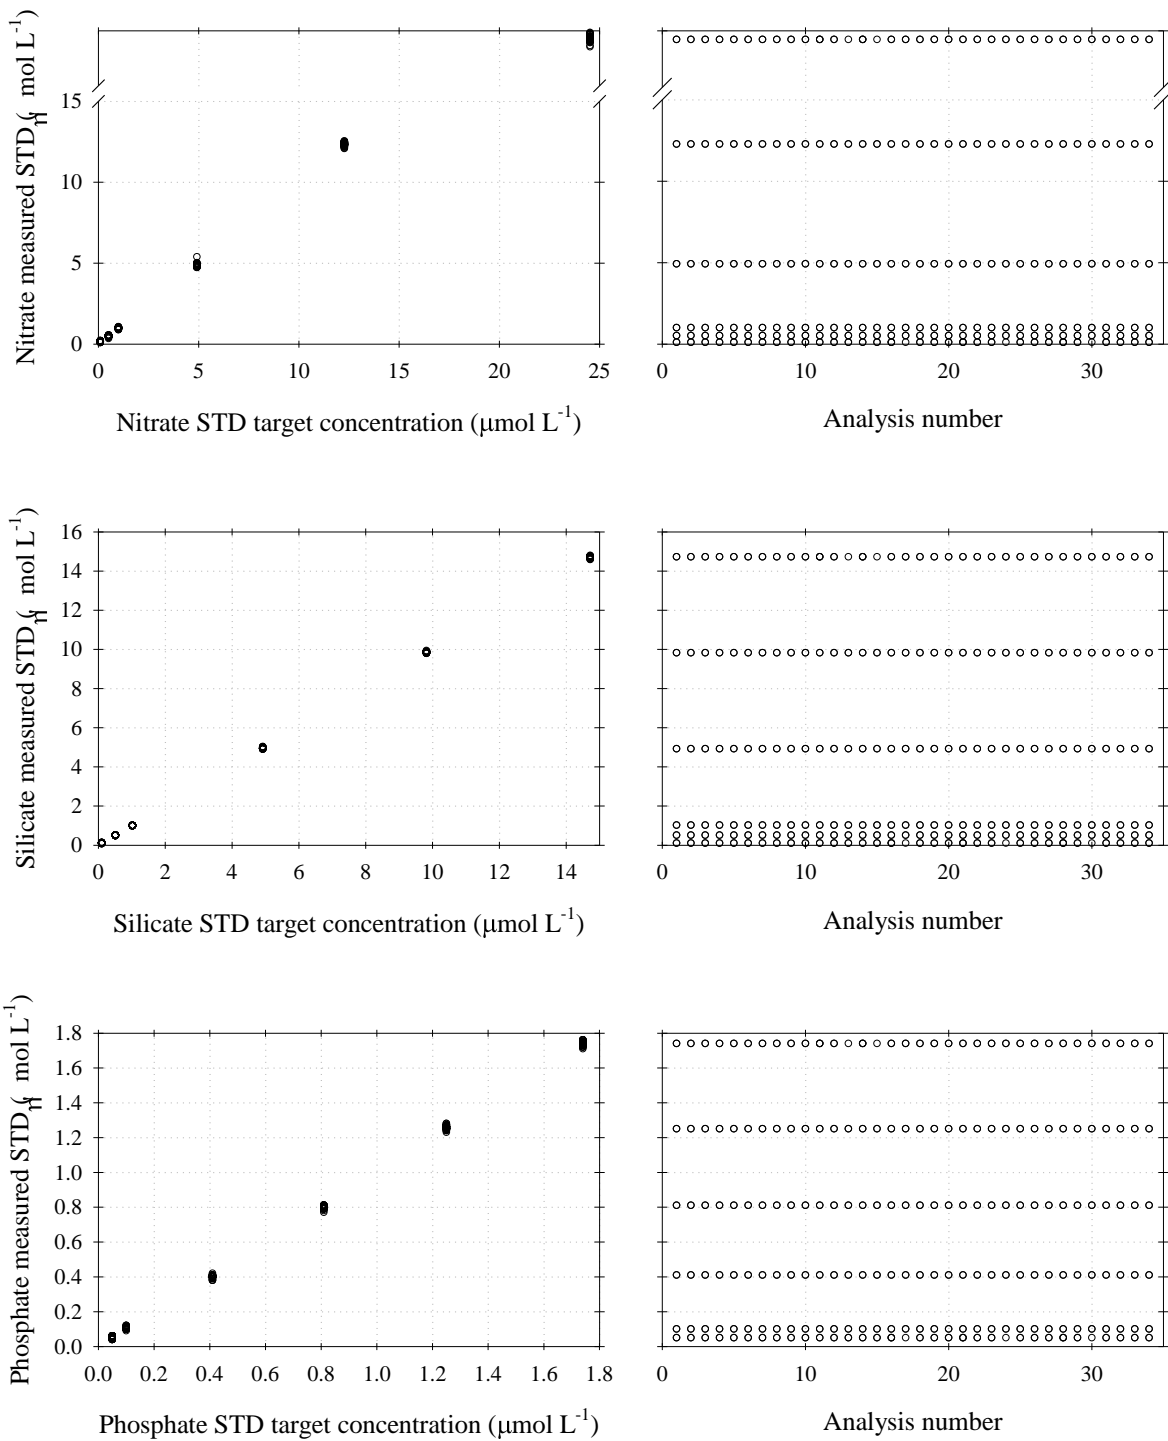 Nitrate measured STD (μ mol L-1)
15
10
5
0
0 5 10 15 20 25
0 10 20 30
Nitrate STD target concentration (μmol L-1)
Analysis number
Silicate measured STD (μ mol L-1)
16
14
12
10
8
6
4
2
0
0 2 4 6 8 10 12 14
0 10 20 30
Silicate STD target concentration (μmol L-1)
Analysis number
Phosphate measured STD (μ mol L-1)
1.8
1.6
1.4
1.2
1.0
0.8
0.6
0.4
0.2
0.0
0.0 0.2 0.4 0.6 0.8 1.0 1.2 1.4 1.6 1.8
0 10 20 30
Phosphate STD target concentration (μmol L-1)
Analysis number